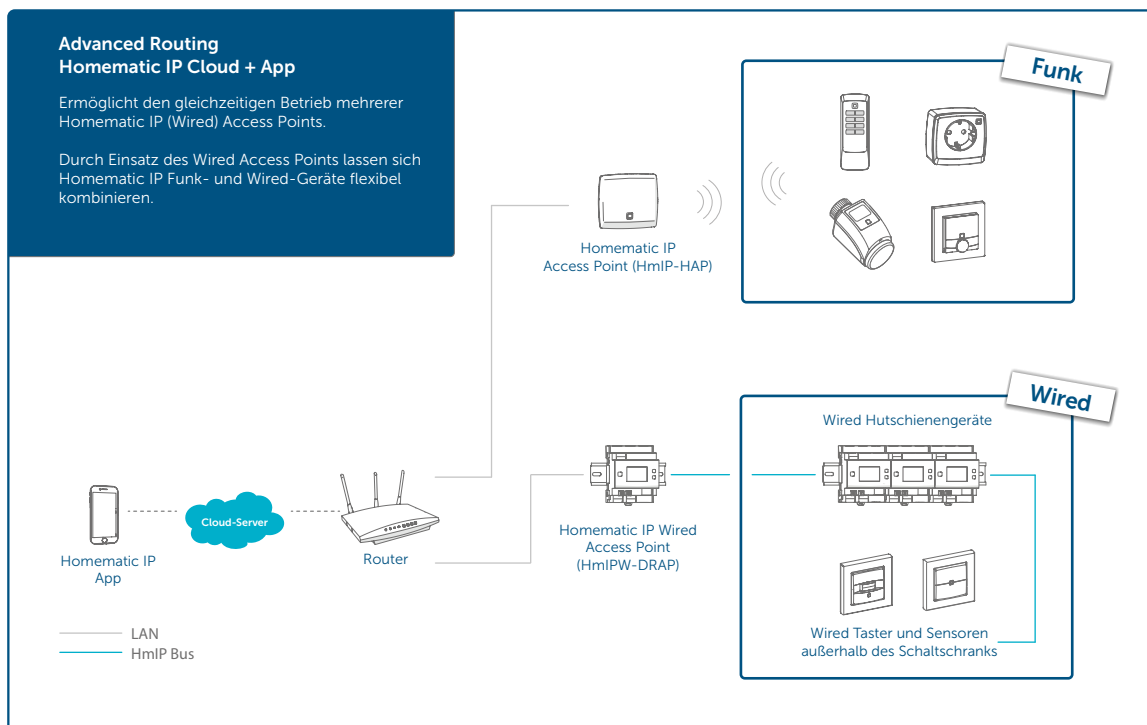 Advanced Routing
Homematic IP Cloud + App
Ermöglicht den gleichzeitigen Betrieb mehrerer
Homematic IP (Wired) Access Points.
Durch Einsatz des Wired Access Points lassen sich
Homematic IP Funk- und Wired-Geräte flexibel
kombinieren.
Funk
Homematic IP
Access Point (HmIP-HAP)
Wired
Wired Hutschienengeräte
Cloud-Server
Homematic IP
App
Router
Homematic IP Wired
Access Point
(HmIPW-DRAP)
Wired Taster und Sensoren
außerhalb des Schaltschranks
LAN
HmIP Bus